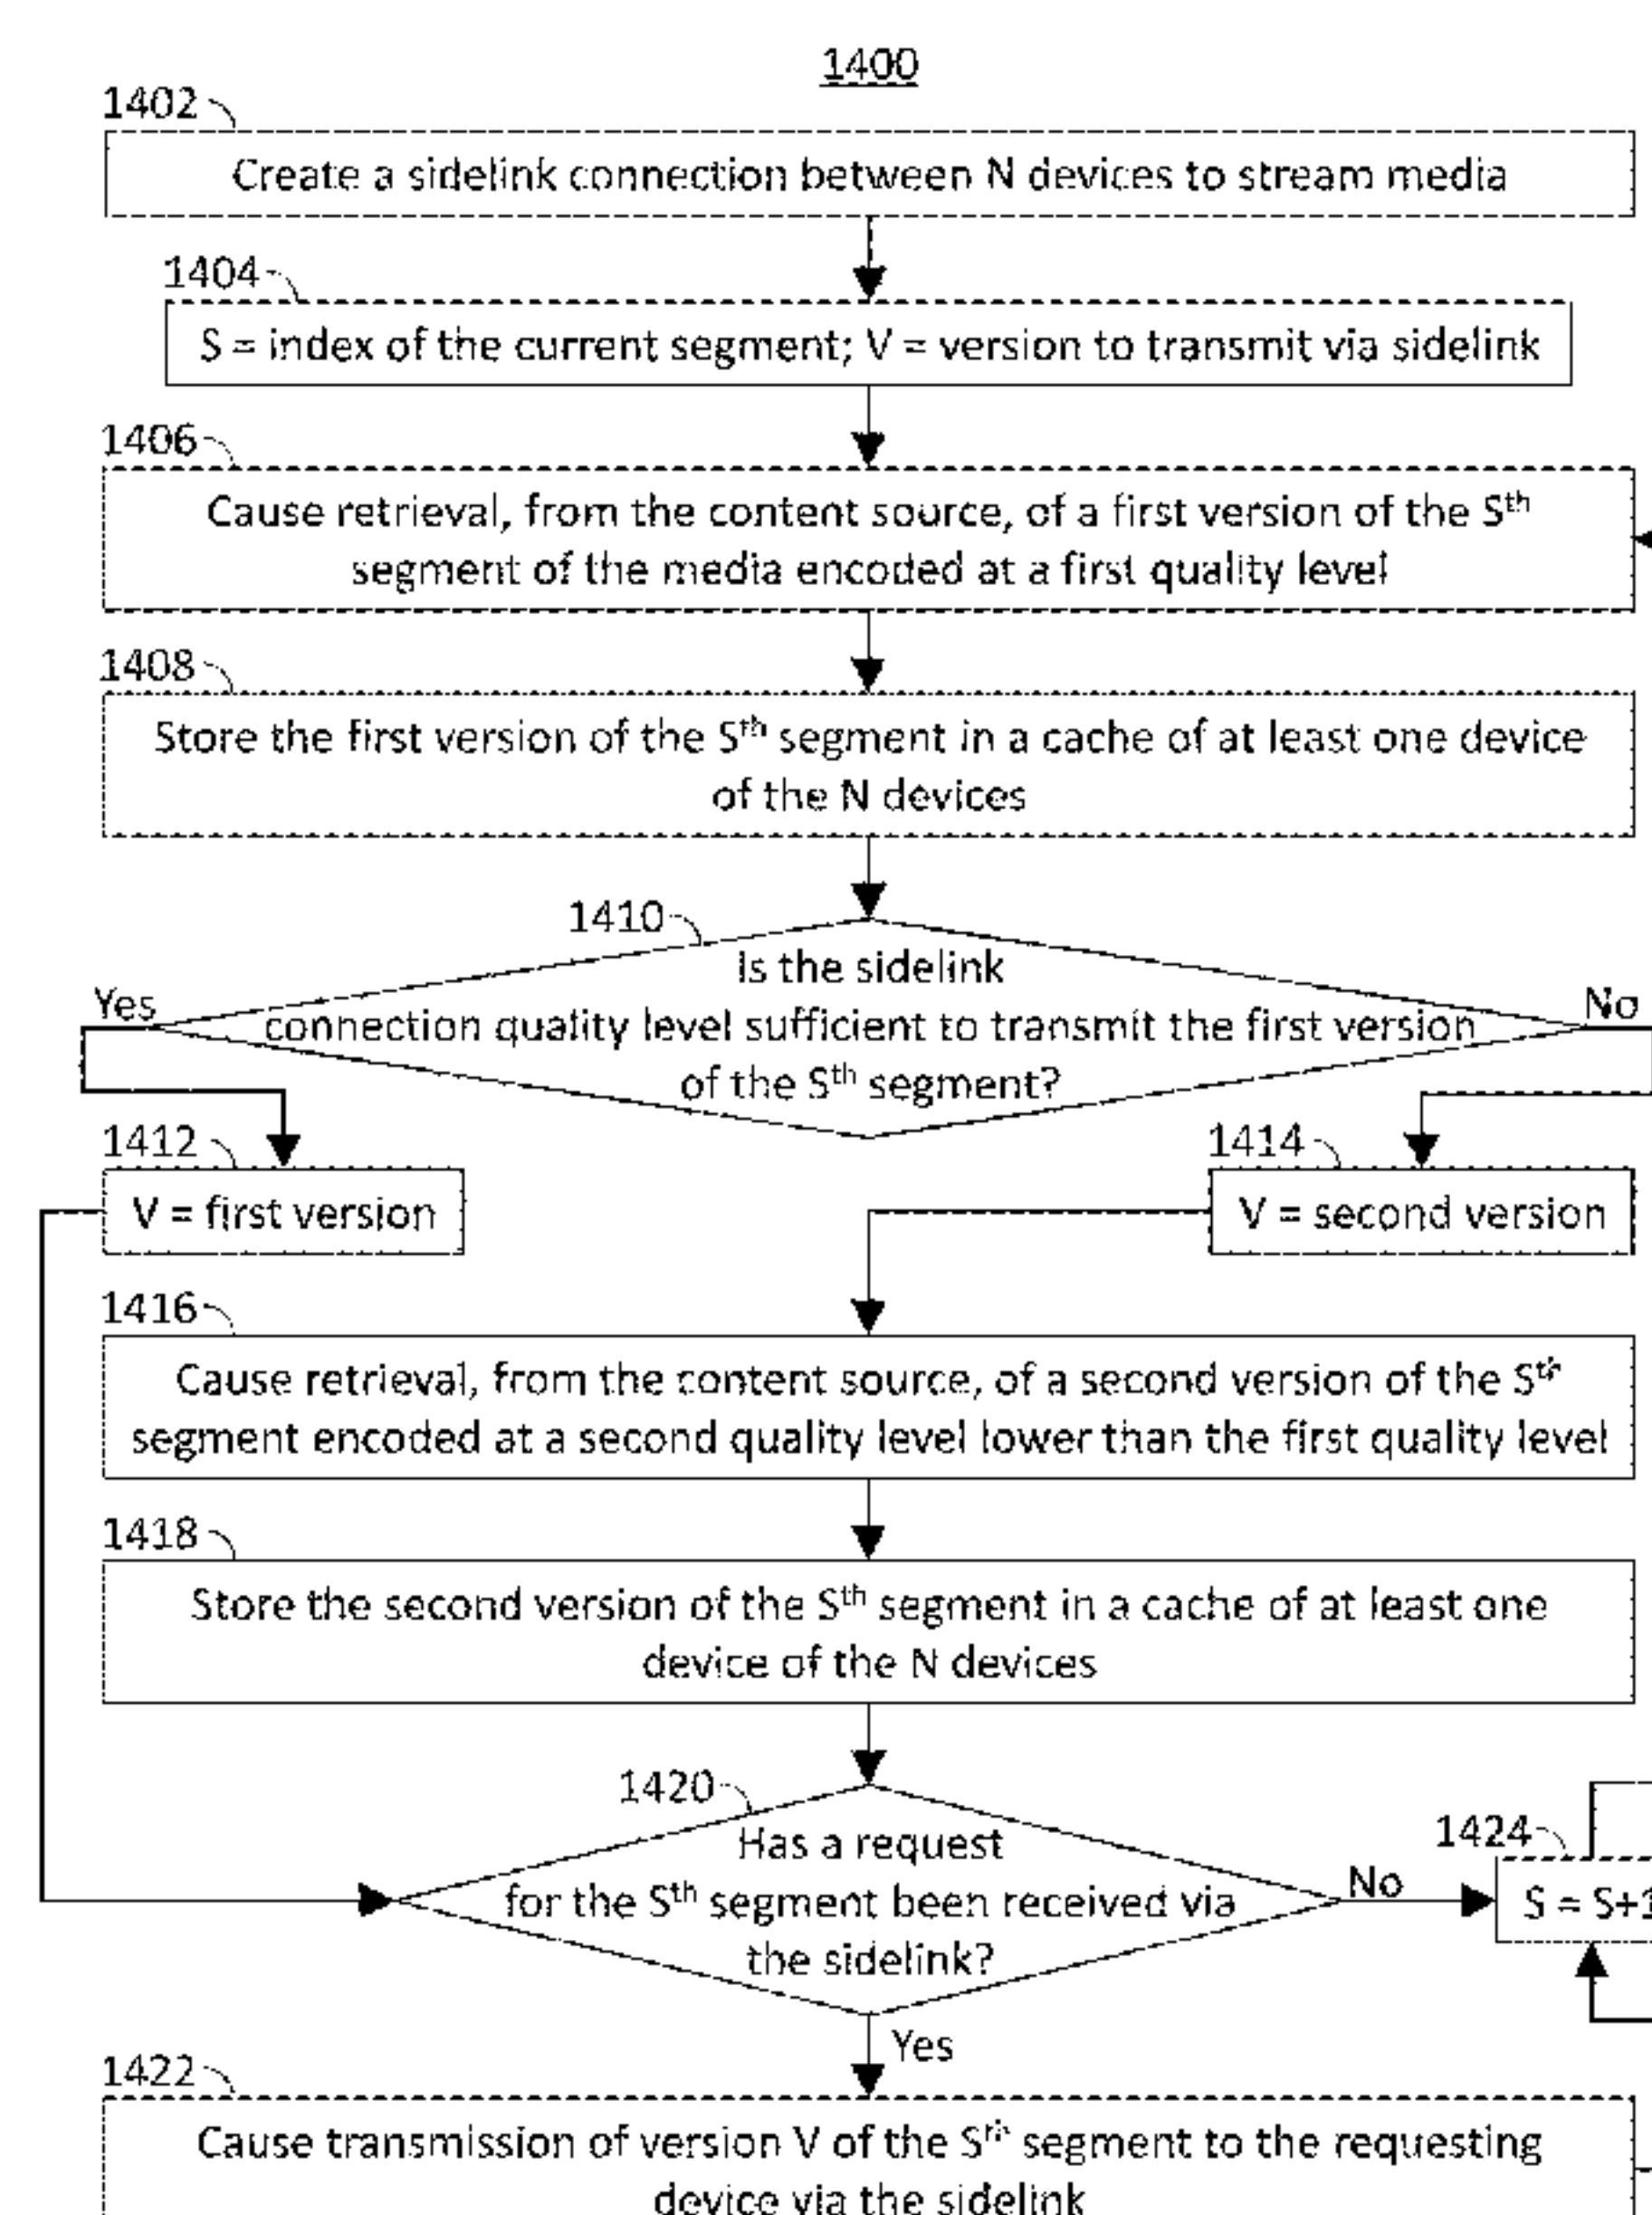 1400
1402
Create a sidelink connection between N devices to stream media
1404
S = index of the current segment; V = version to transmit via sidelink
1406
Cause retrieval, from the content source, of a first version of the Sth
segment of the media encoded at a first quality level
1408
Store the first version of the Sth segment in a cache of at least one device
of the N devices
1410
Is the sidelink
Yes
No
connection quality level sufficient to transmit the first version
of the Sth segment?
1412
1414
V = first version
V = second version
1416
Cause retrieval, from the content source, of a second version of the Sth
segment encoded at a second quality level lower than the first quality level
1418
Store the second version of the Sth segment in a cache of at least one
device of the N devices
1420
Has a request
1424
for the Sth segment been received via
No
S = S+1
the sidelink?
Yes
1422
Cause transmission of version V of the Sth segment to the requesting
device via the sidelink